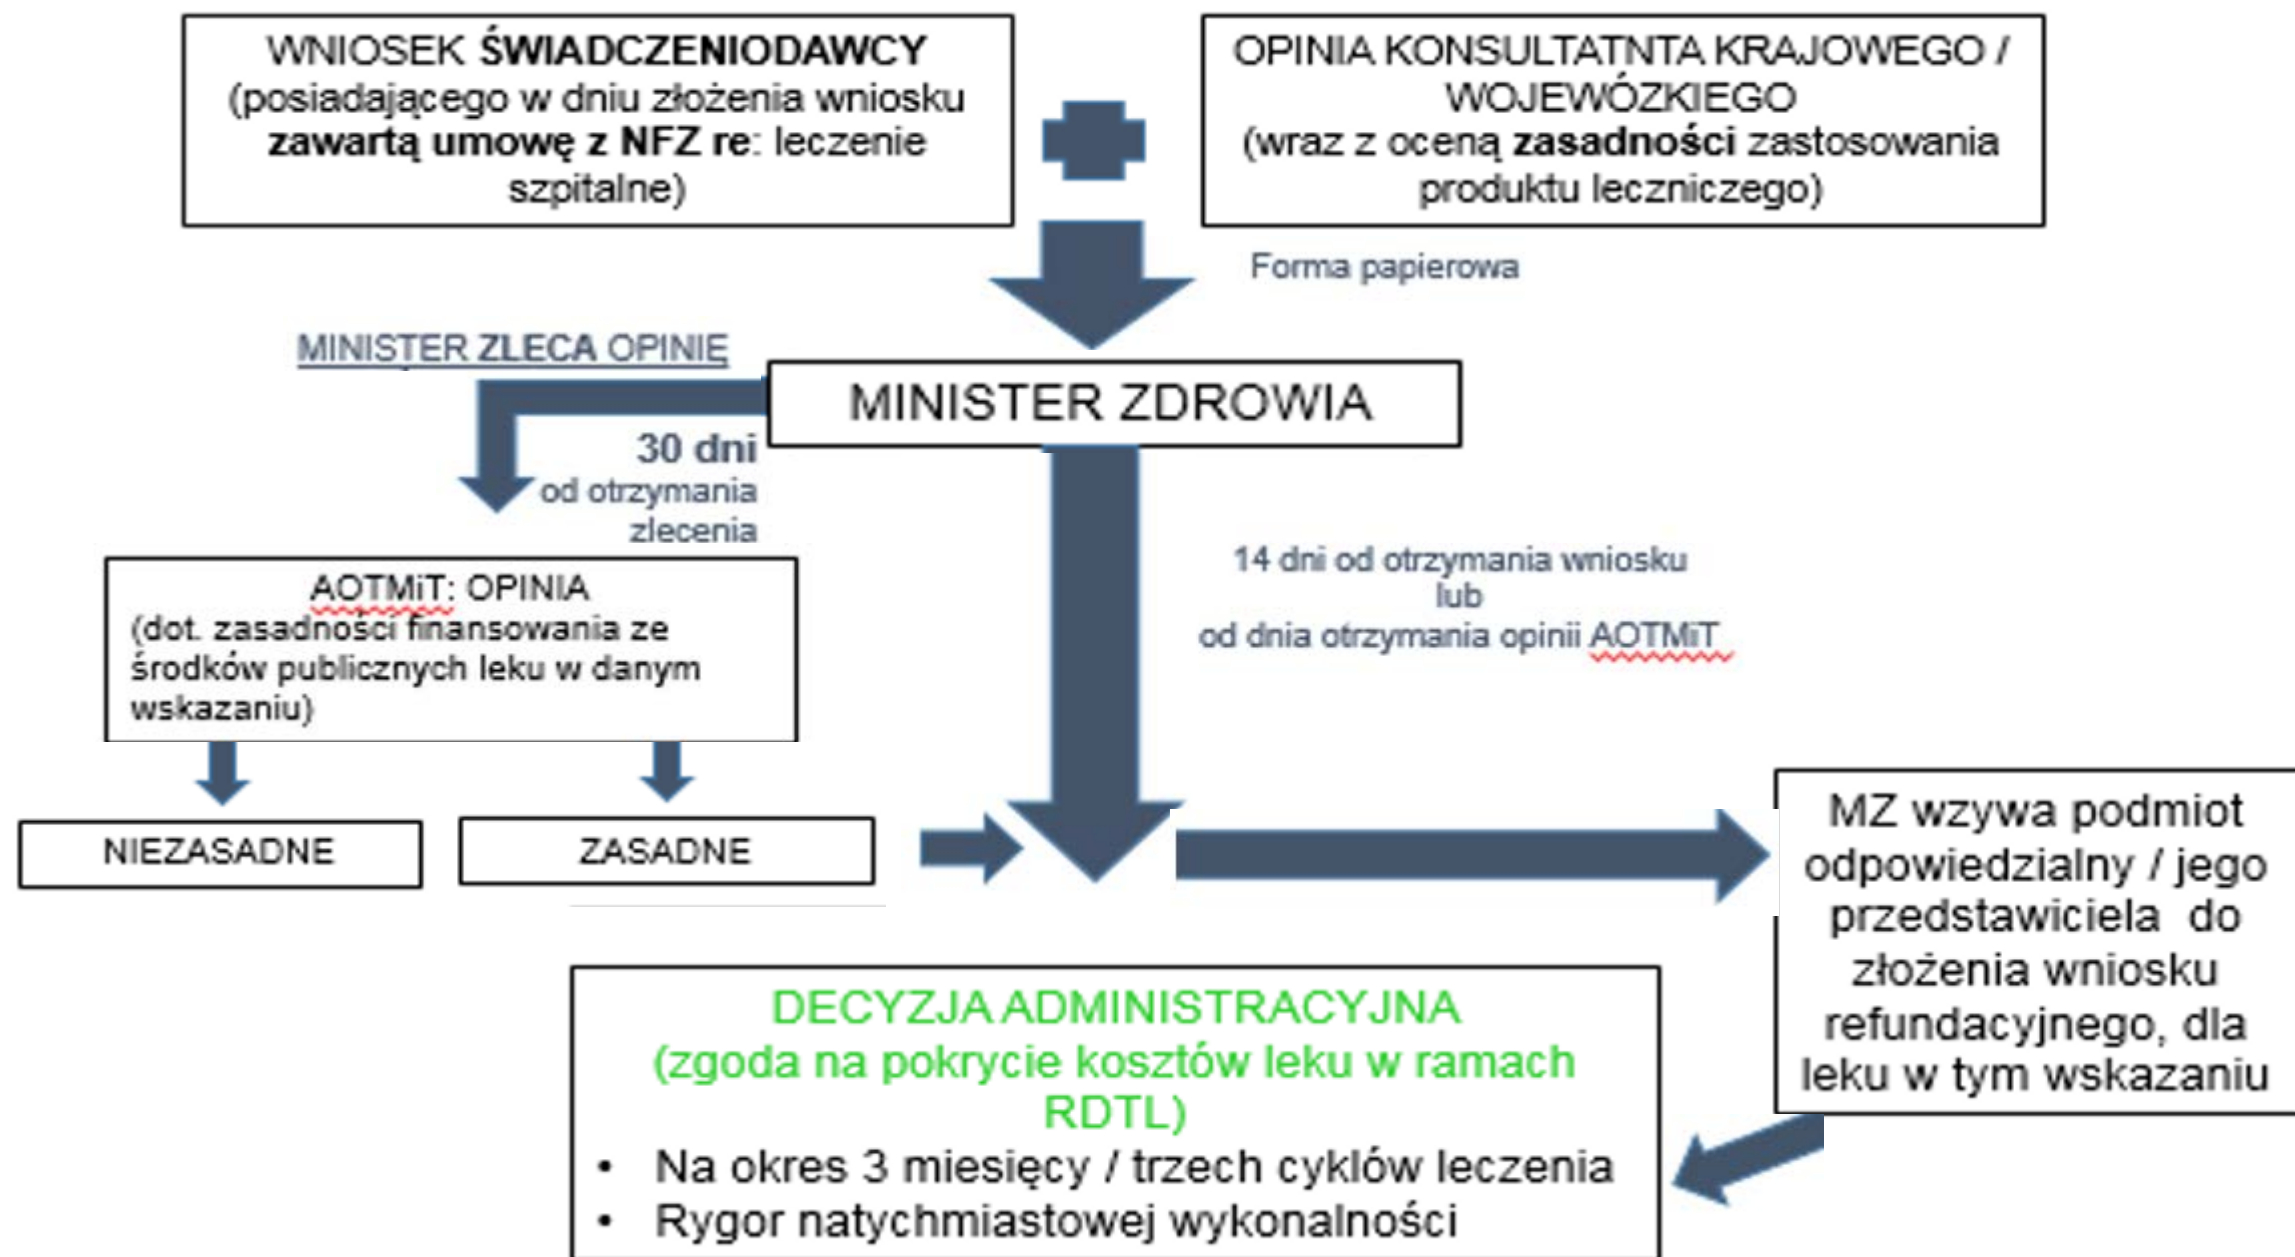 WNIOSEK ŚWIADCZENIODAWCY
(posiadającego w dniu złożenia wniosku
zawartą umowę z NFZ re: leczenie
szpitalne)
OPINIA KONSULTATNTA KRAJOWEGO /
WOJEWÓZKIEGO
(wraz z oceną zasadności zastosowania
produktu leczniczego)
Forma papierowa
MINISTER ZLECA OPINIĘ
MINISTER ZDROWIA
30 dni
od otrzymania
zlecenia
14 dni od otrzymania wniosku
lub
od dnia otrzymania opinii AOTMiT
AOTMiT: OPINIA
(dot. zasadności finansowania ze
środków publicznych leku w danym
wskazaniu)
NIEZASADNE
ZASADNE
MZ wzywa podmiot
odpowiedzialny / jego
przedstawiciela do
złożenia wniosku
refundacyjnego, dla
leku w tym wskazaniu
DECYZJA ADMINISTRACYJNA
(zgoda na pokrycie kosztów leku w ramach
RDTL)
• Na okres 3 miesięcy / trzech cyklów leczenia
• Rygor natychmiastowej wykonalności